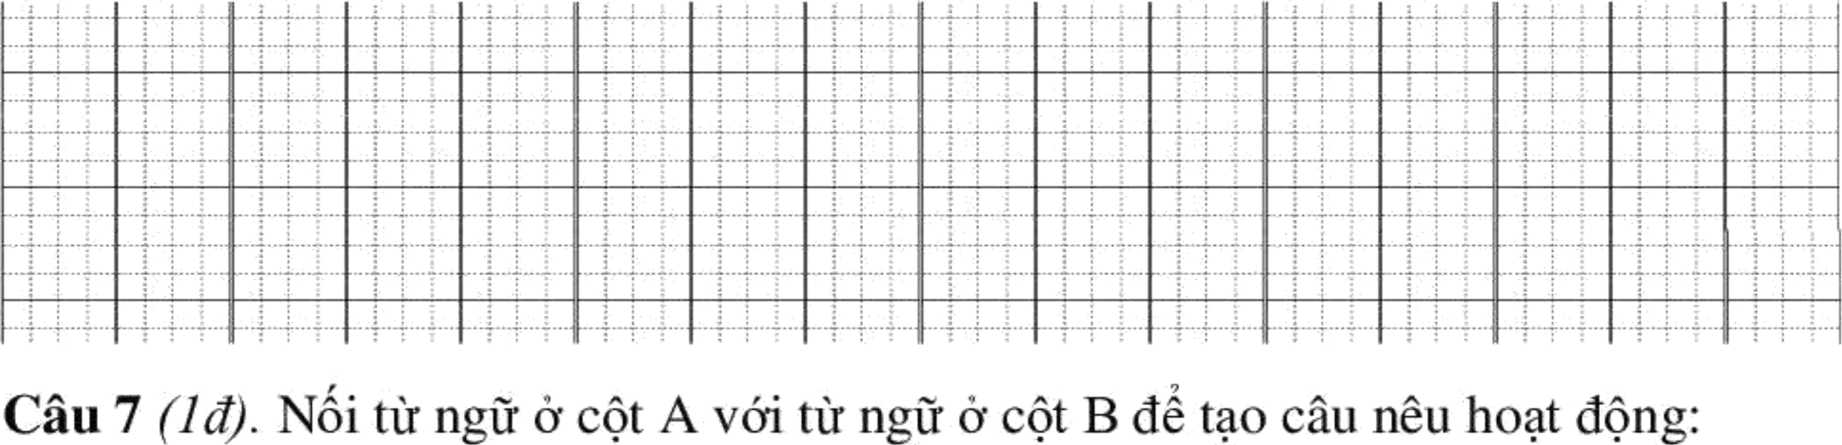 Câu 7 (1đ). Nối từ ngữ ở cột A với từ ngữ ở cột B để tạo câu nêu hoạt động: